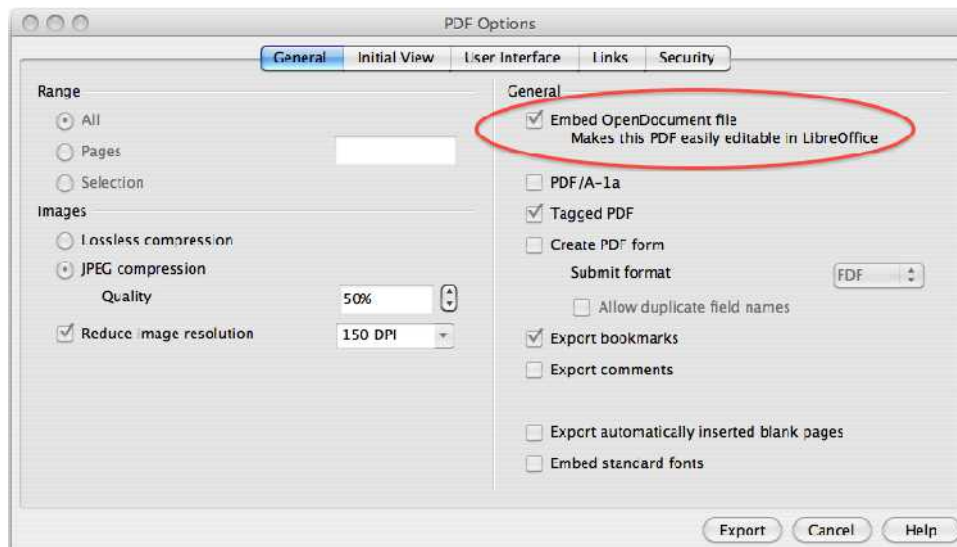 PDF Options
General Initial View User Interface Links Security
Range
All
Pages
Selection
Images
Lossless compression
JPEG compression
Quality 50%
Reduce image resolution 150 DPI
General
Embed OpenDocument file
Makes this PDF easily editable in LibreOffice
PDF/A-1a
Tagged PDF
Create PDF form
Submit format FDF
Allow duplicate field names
Export bookmarks
Export comments
Export automatically inserted blank pages
Embed standard fonts
Export Cancel Help